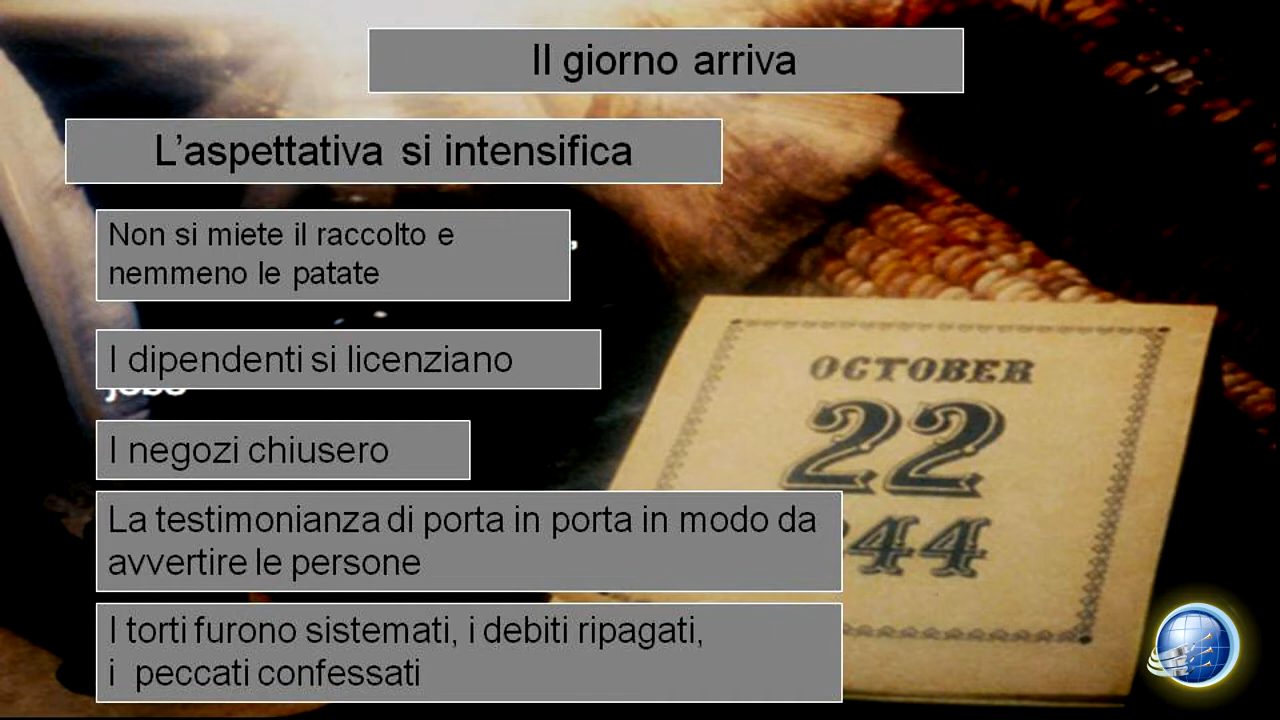 Il giorno arriva
L’aspettativa si intensifica
Non si miete il raccolto e
nemmeno le patate
I dipendenti si licenziano
I negozi chiusero
La testimonianza di porta in porta in modo da
avvertire le persone
I torti furono sistemati, i debiti ripagati,
i peccati confessati
OCTOBER
22
44